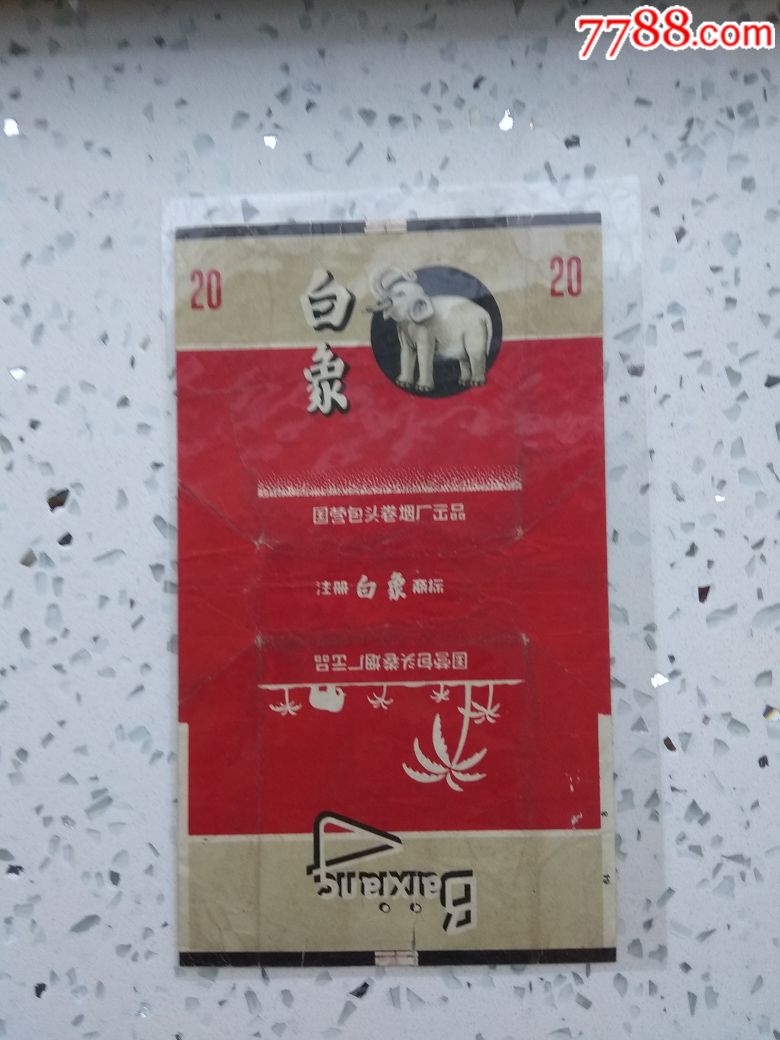 7788.com
20
20
白
象
国营包头卷烟厂出品
注册 白象 商标
国营包头卷烟厂出品
Baixiang